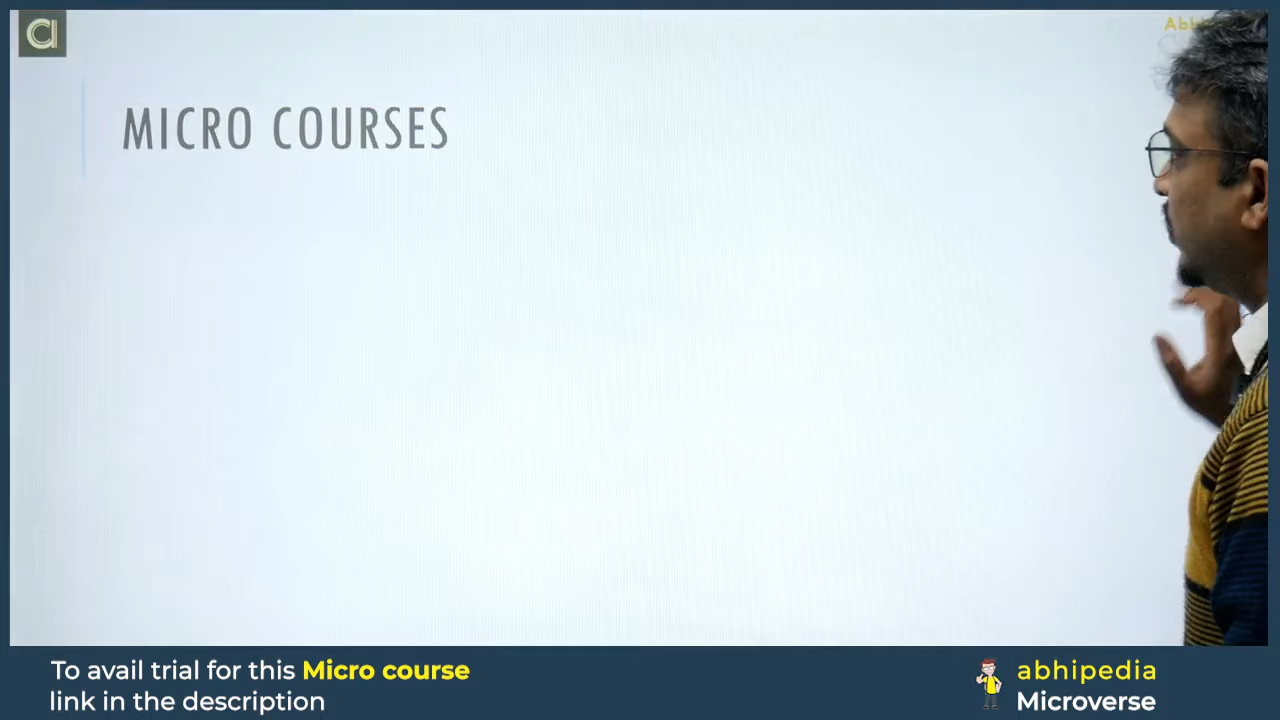 MICRO COURSES
To avail trial for this Micro course
link in the description
abhipedia
Microverse